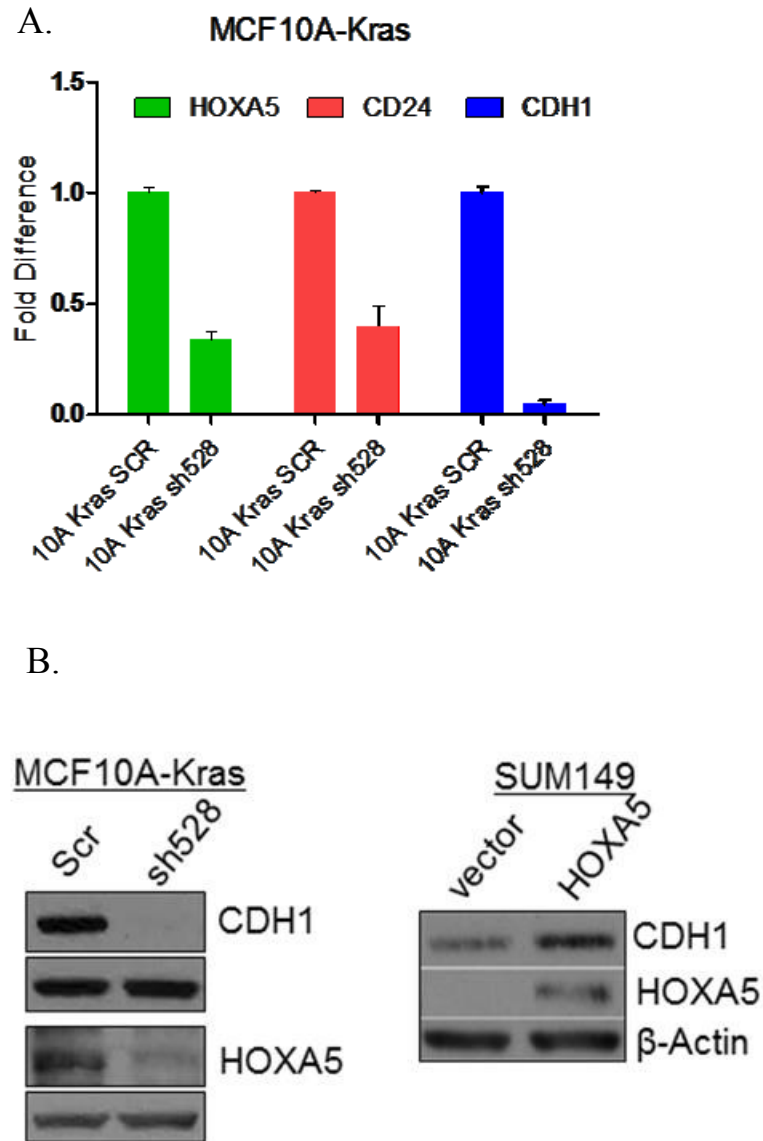 A.
MCF10A-Kras
1.5
HOXA5 CD24 CDH1
1.0
Fold Difference
0.5
0.0
10A Kras SCR
10A Kras sh528
10A Kras SCR
10A Kras sh528
10A Kras SCR
10A Kras sh528
B.
MCF10A-Kras
Scr sh528
CDH1
HOXA5
SUM149
vector HOXA5
CDH1
HOXA5
β-Actin